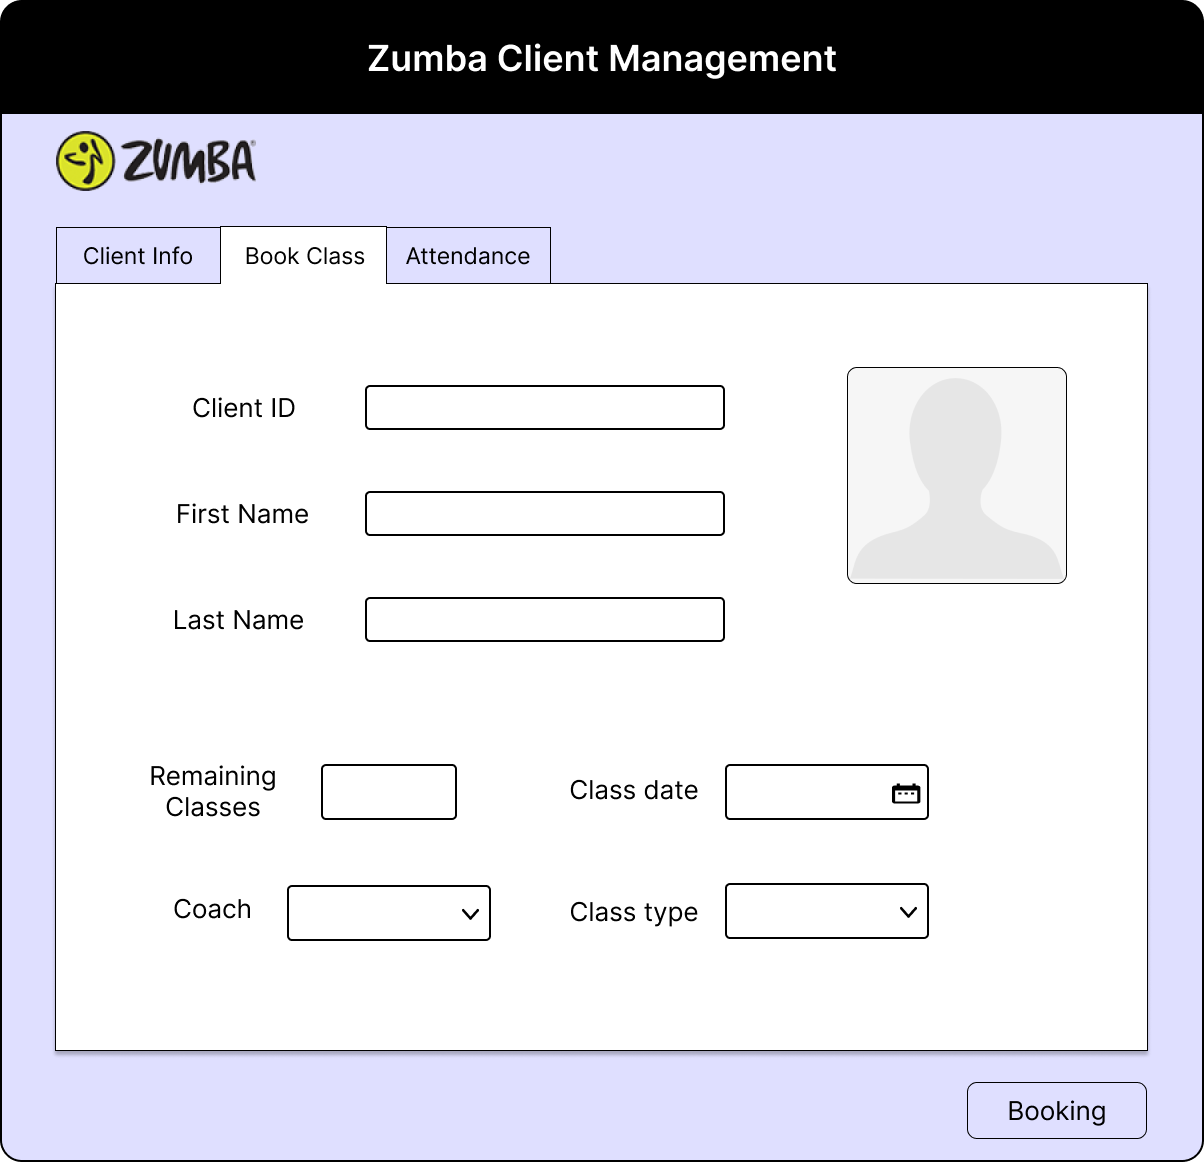 Zumba Client Management
ZUMBA®
Client Info
Book Class
Attendance
Client ID
First Name
Last Name
Remaining
Classes
Class date
Coach
Class type
Booking